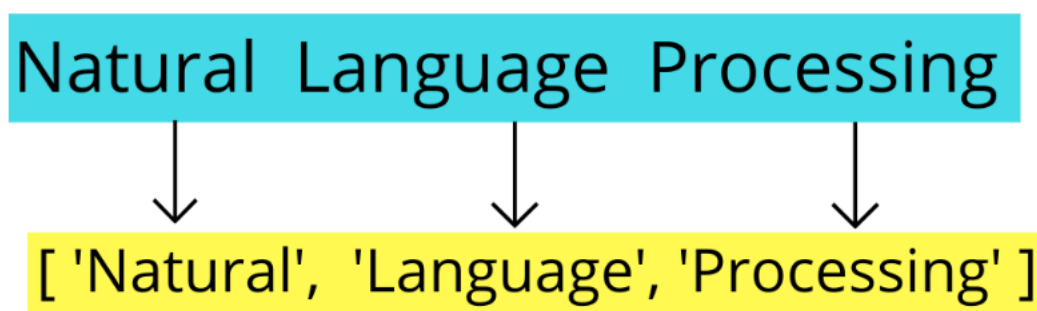 Natural Language Processing
[ 'Natural', 'Language', 'Processing' ]